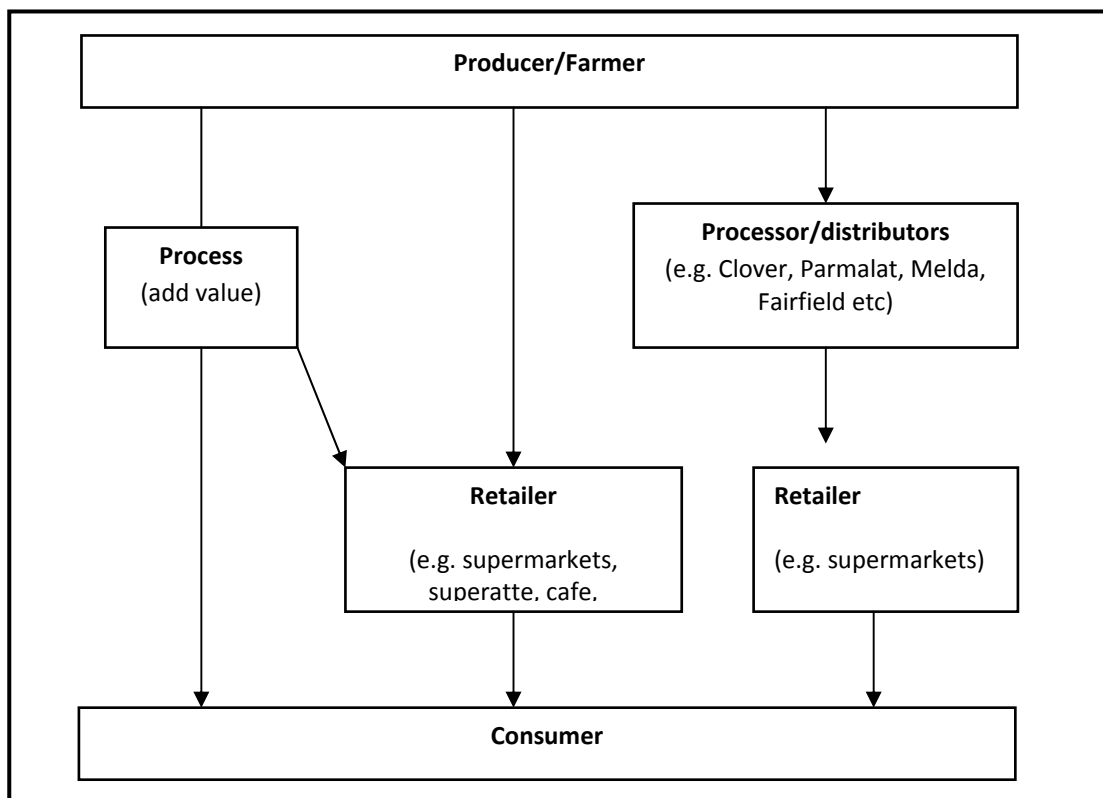 Producer/Farmer
Process
(add value)
Processor/distributors
(e.g. Clover, Parmalat, Melda,
Fairfield etc)
Retailer
(e.g. supermarkets,
superatte, cafe,
Retailer
(e.g. supermarkets)
Consumer